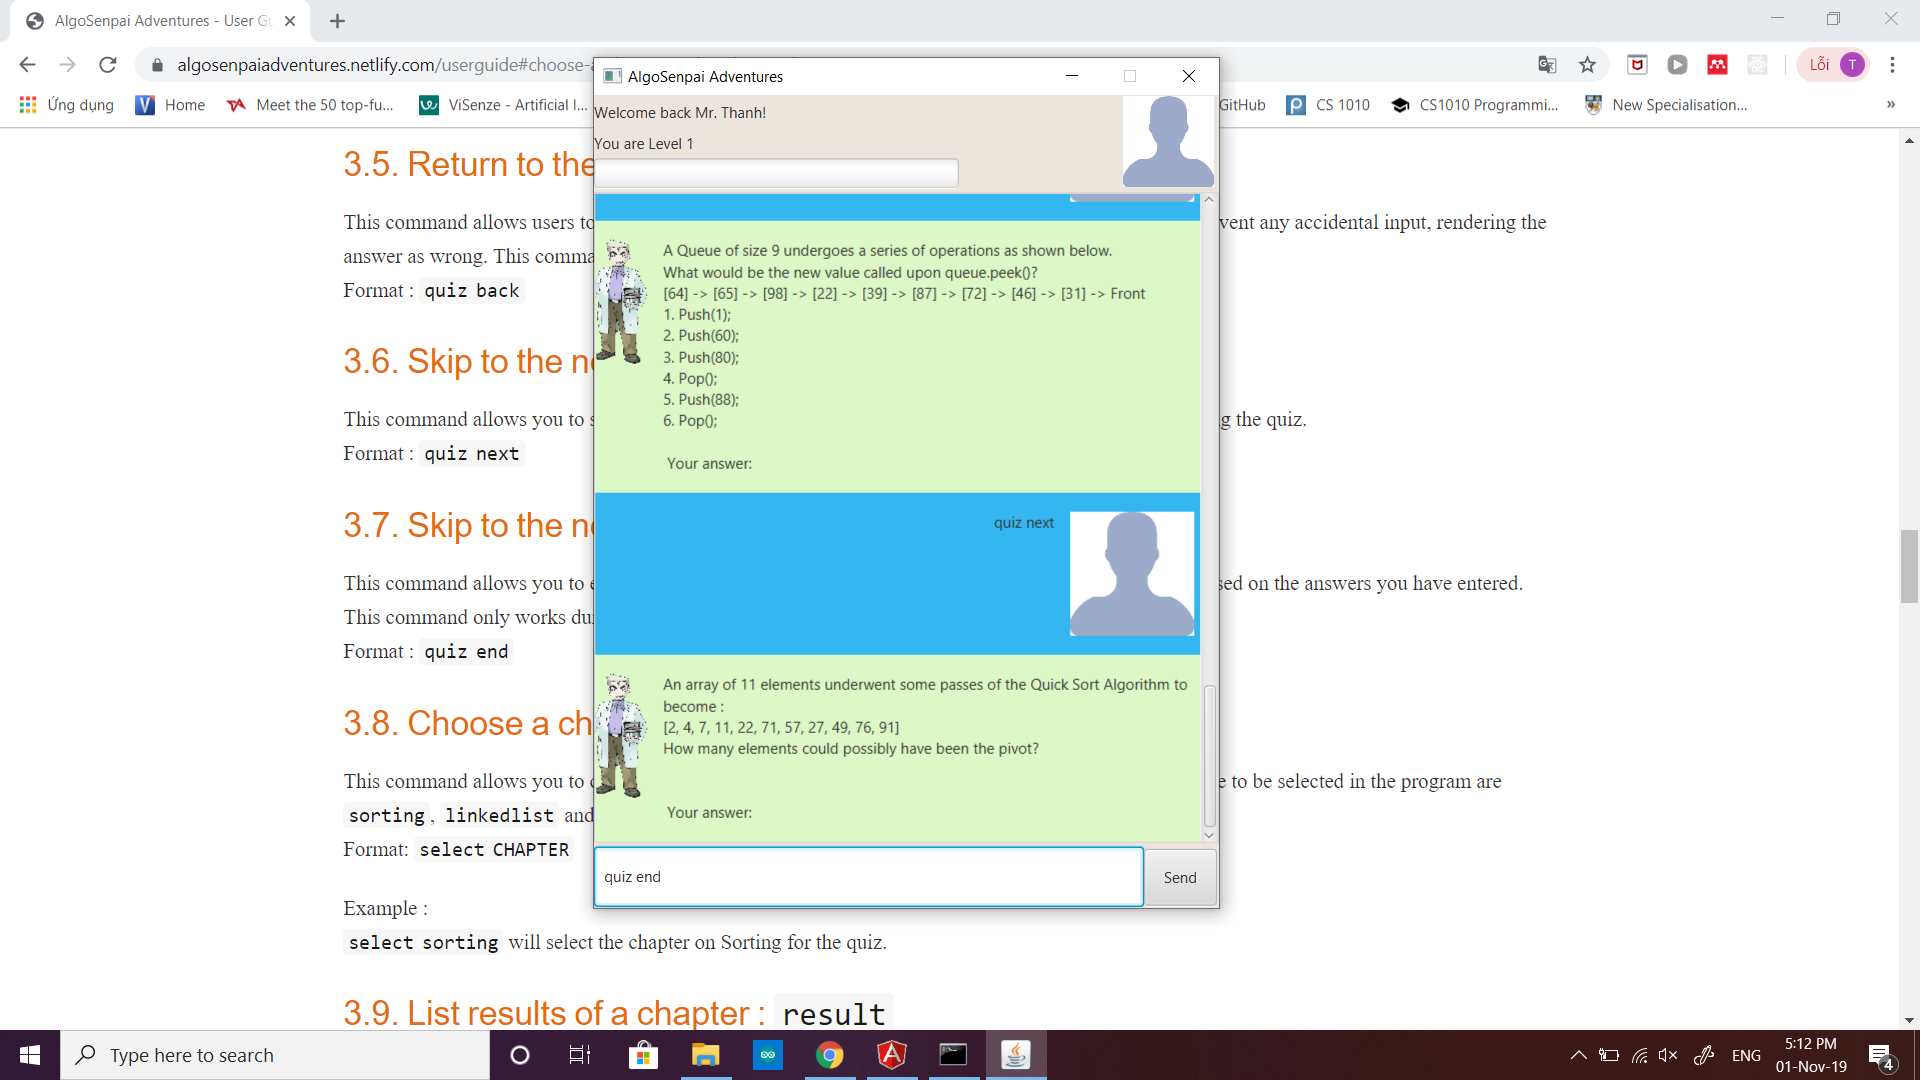 AlgoSenpai Adventures - User Gu
algosenpaiadventures.netlify.com/userguide#choose-a
Lỗi T
Ứng dụng
Home
Meet the 50 top-fu...
ViSenze - Artificial I...
GitHub
CS 1010
CS1010 Programmi...
New Specialisation...
»
AlgoSenpai Adventures
Welcome back Mr. Thanh!
You are Level 1
3.5. Return to the
This command allows users to
vent any accidental input, rendering the
answer as wrong. This comma
Format : quiz back
3.6. Skip to the ne
This command allows you to s
g the quiz.
Format : quiz next
3.7. Skip to the ne
This command allows you to e
sed on the answers you have entered.
This command only works du
Format : quiz end
3.8. Choose a ch
This command allows you to c
e to be selected in the program are
sorting , linkedlist and
Format: select CHAPTER
Example :
select sorting will select the chapter on Sorting for the quiz.
3.9. List results of a chapter : result
A Queue of size 9 undergoes a series of operations as shown below.
What would be the new value called upon queue.peek()?
[64] -> [65] -> [98] -> [22] -> [39] -> [87] -> [72] -> [46] -> [31] -> Front
1. Push(1);
2. Push(60);
3. Push(80);
4. Pop();
5. Push(88);
6. Pop();
Your answer:
quiz next
An array of 11 elements underwent some passes of the Quick Sort Algorithm to
become :
[2, 4, 7, 11, 22, 71, 57, 27, 49, 76, 91]
How many elements could possibly have been the pivot?
Your answer:
quiz end
Send
Type here to search
ENG
5:12 PM
01-Nov-19
4